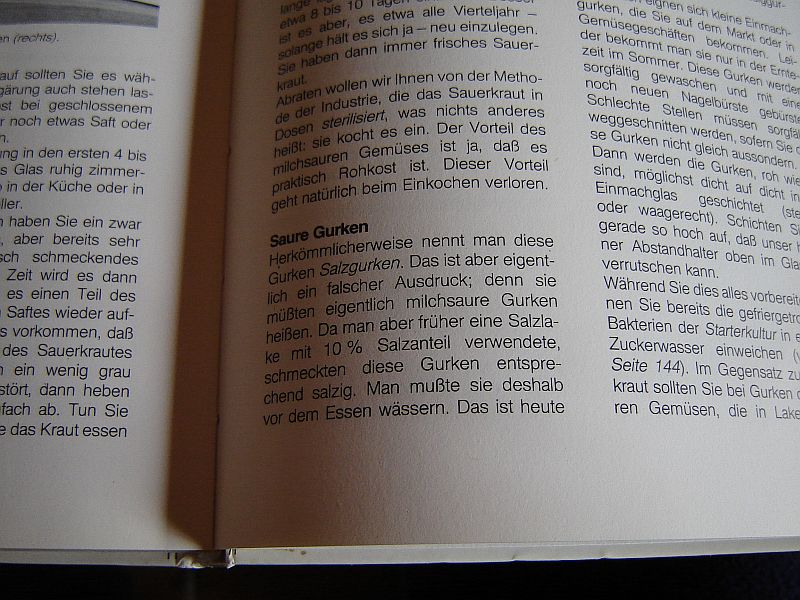 en (rechts).
auf sollten Sie es wäh-
gärung auch stehen las-
st bei geschlossenem
r noch etwas Saft oder
n.
ung in den ersten 4 bis
s Glas ruhig zimmer-
o in der Küche oder in
ller.
n haben Sie ein zwar
, aber bereits sehr
sch schmeckendes
Zeit wird es dann
es einen Teil des
n Saftes wieder auf-
s vorkommen, daß
des Sauerkrautes
n ein wenig grau
stört, dann heben
fach ab. Tun Sie
e das Kraut essen
etwa 8 bis 10 Tagen
ist es aber, es etwa alle Vierteljahr –
solange hält es sich ja – neu einzulegen.
Sie haben dann immer frisches Sauer-
kraut.
Abraten wollen wir Ihnen von der Metho-
de der Industrie, die das Sauerkraut in
Dosen sterilisiert, was nichts anderes
heißt: sie kocht es ein. Der Vorteil des
milchsauren Gemüses ist ja, daß es
praktisch Rohkost ist. Dieser Vorteil
geht natürlich beim Einkochen verloren.
Saure Gurken
Herkömmlicherweise nennt man diese
Gurken Salzgurken. Das ist aber eigent-
lich ein falscher Ausdruck; denn sie
müßten eigentlich milchsaure Gurken
heißen. Da man aber früher eine Salzla-
ke mit 10 % Salzanteil verwendete,
schmeckten diese Gurken entspre-
chend salzig. Man mußte sie deshalb
vor dem Essen wässern. Das ist heute
eignen sich kleine Einmach-
gurken, die Sie auf dem Markt oder in
Gemüsegeschäften bekommen. Lei-
der bekommt man sie nur in der Ernte-
zeit im Sommer. Diese Gurken werden
sorgfältig gewaschen und mit eine
noch neuen Nagelbürste gebürste
Schlechte Stellen müssen sorgfäl
weggeschnitten werden, sofern Sie d
se Gurken nicht gleich aussondern.
Dann werden die Gurken, roh wie
sind, möglichst dicht auf dicht in
Einmachglas geschichtet (ste
oder waagerecht). Schichten Si
gerade so hoch auf, daß unser h
ner Abstandhalter oben im Glas
verrutschen kann.
Während Sie dies alles vorbereite
nen Sie bereits die gefriergetro
Bakterien der Starterkultur in e
Zuckerwasser einweichen (v
Seite 144). Im Gegensatz zu
kraut sollten Sie bei Gurken o
ren Gemüsen, die in Lake